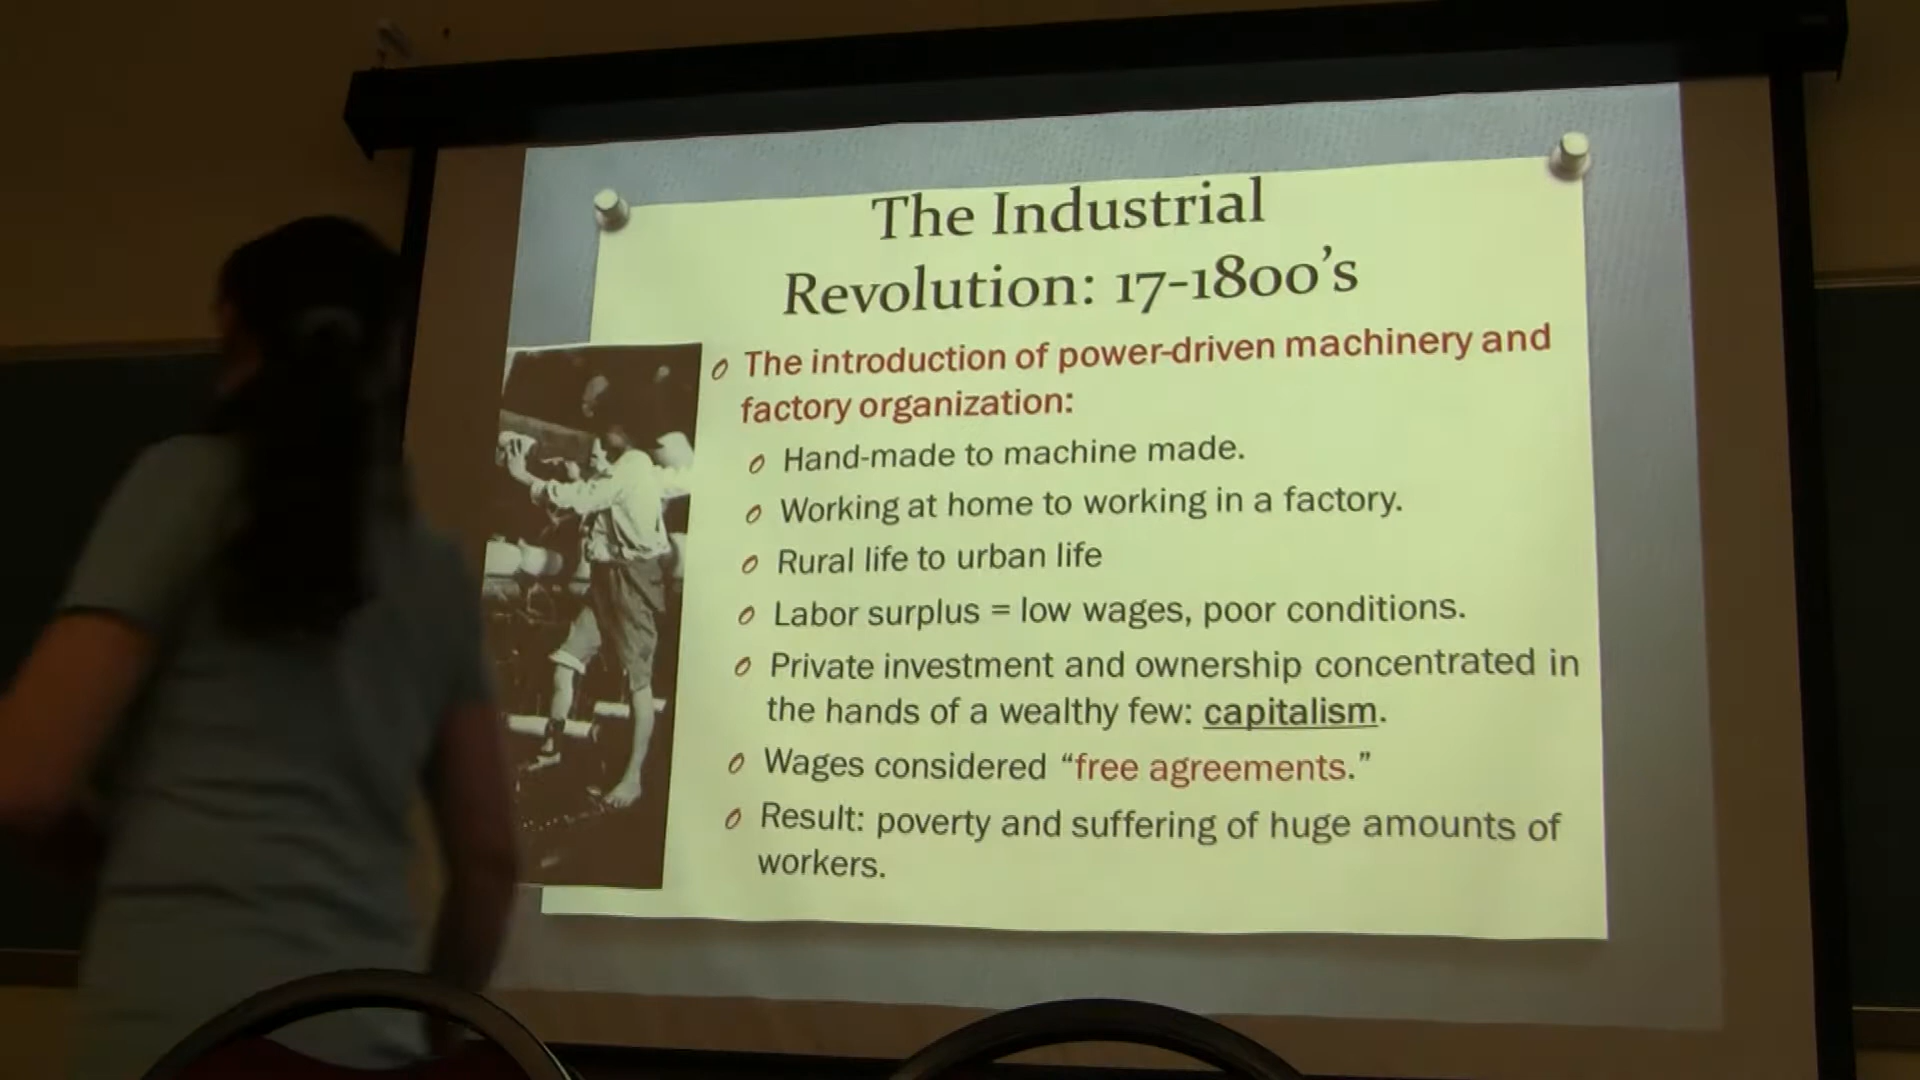 The Industrial
Revolution: 17-1800's
The introduction of power-driven machinery and
factory organization:
Hand-made to machine made.
Working at home to working in a factory.
Rural life to urban life
Labor surplus = low wages, poor conditions.
Private investment and ownership concentrated in
the hands of a wealthy few: capitalism.
Wages considered “free agreements.”
Result: poverty and suffering of huge amounts of
workers.